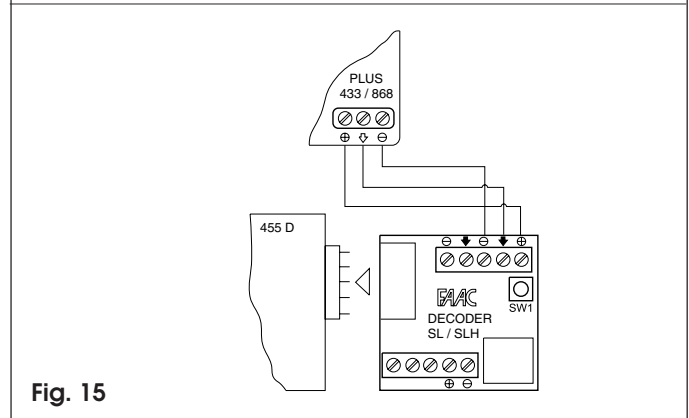 PLUS
433 / 868
455 D
FAAC
SW1
DECODER
SL / SLH
Fig. 15